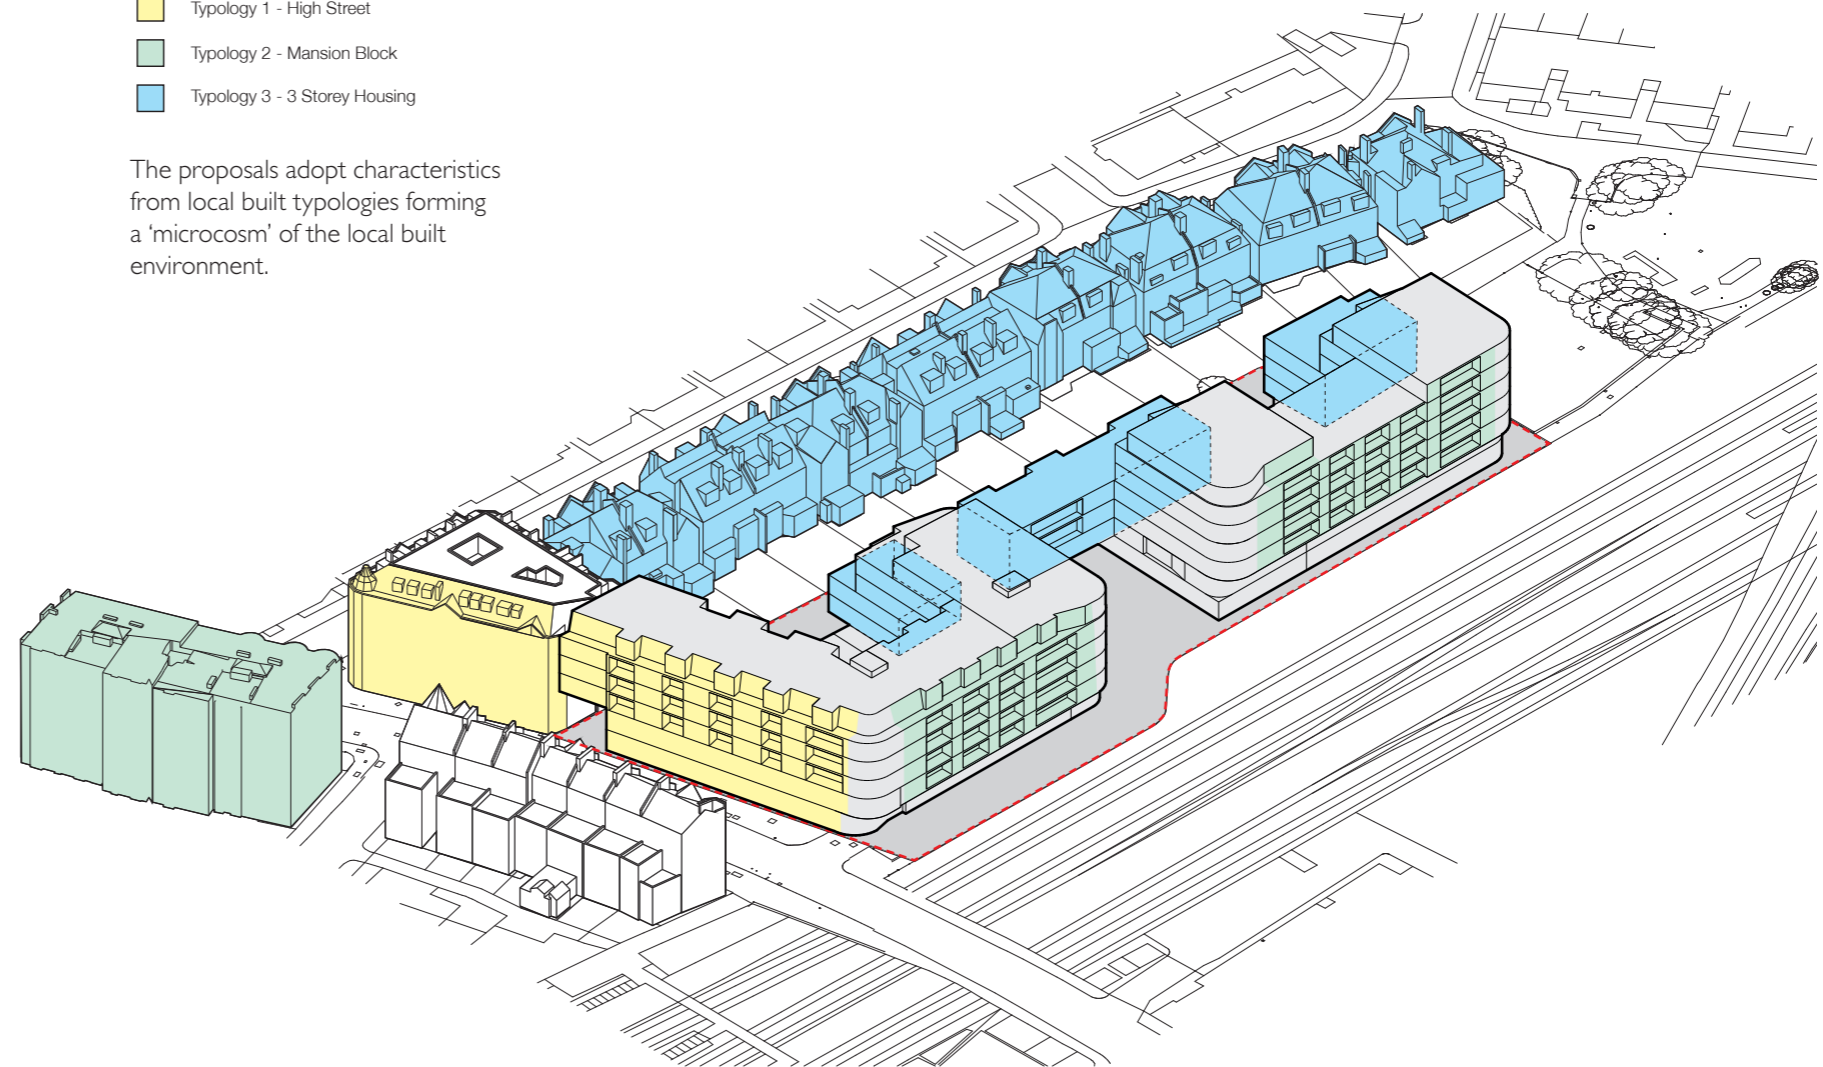 Typology 1 - High Street
Typology 2 - Mansion Block
Typology 3 - 3 Storey Housing
The proposals adopt characteristics
from local built typologies forming
a ‘microcosm’ of the local built
environment.